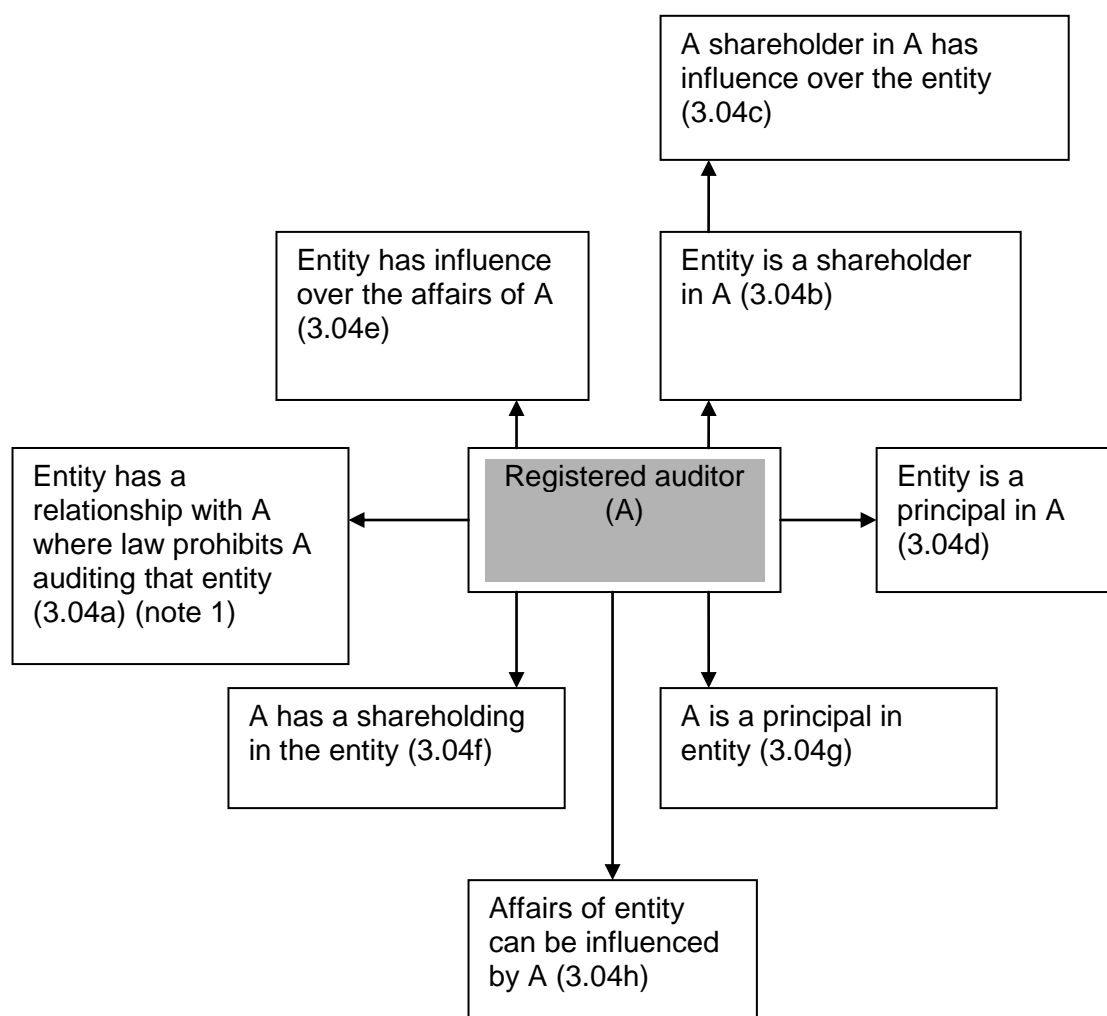 A shareholder in A has
influence over the entity
(3.04c)
Entity has influence
over the affairs of A
(3.04e)
Entity is a shareholder
in A (3.04b)
Entity has a
relationship with A
where law prohibits A
auditing that entity
(3.04a) (note 1)
Registered auditor
(A)
Entity is a
principal in A
(3.04d)
A has a shareholding
in the entity (3.04f)
A is a principal in
entity (3.04g)
Affairs of entity
can be influenced
by A (3.04h)